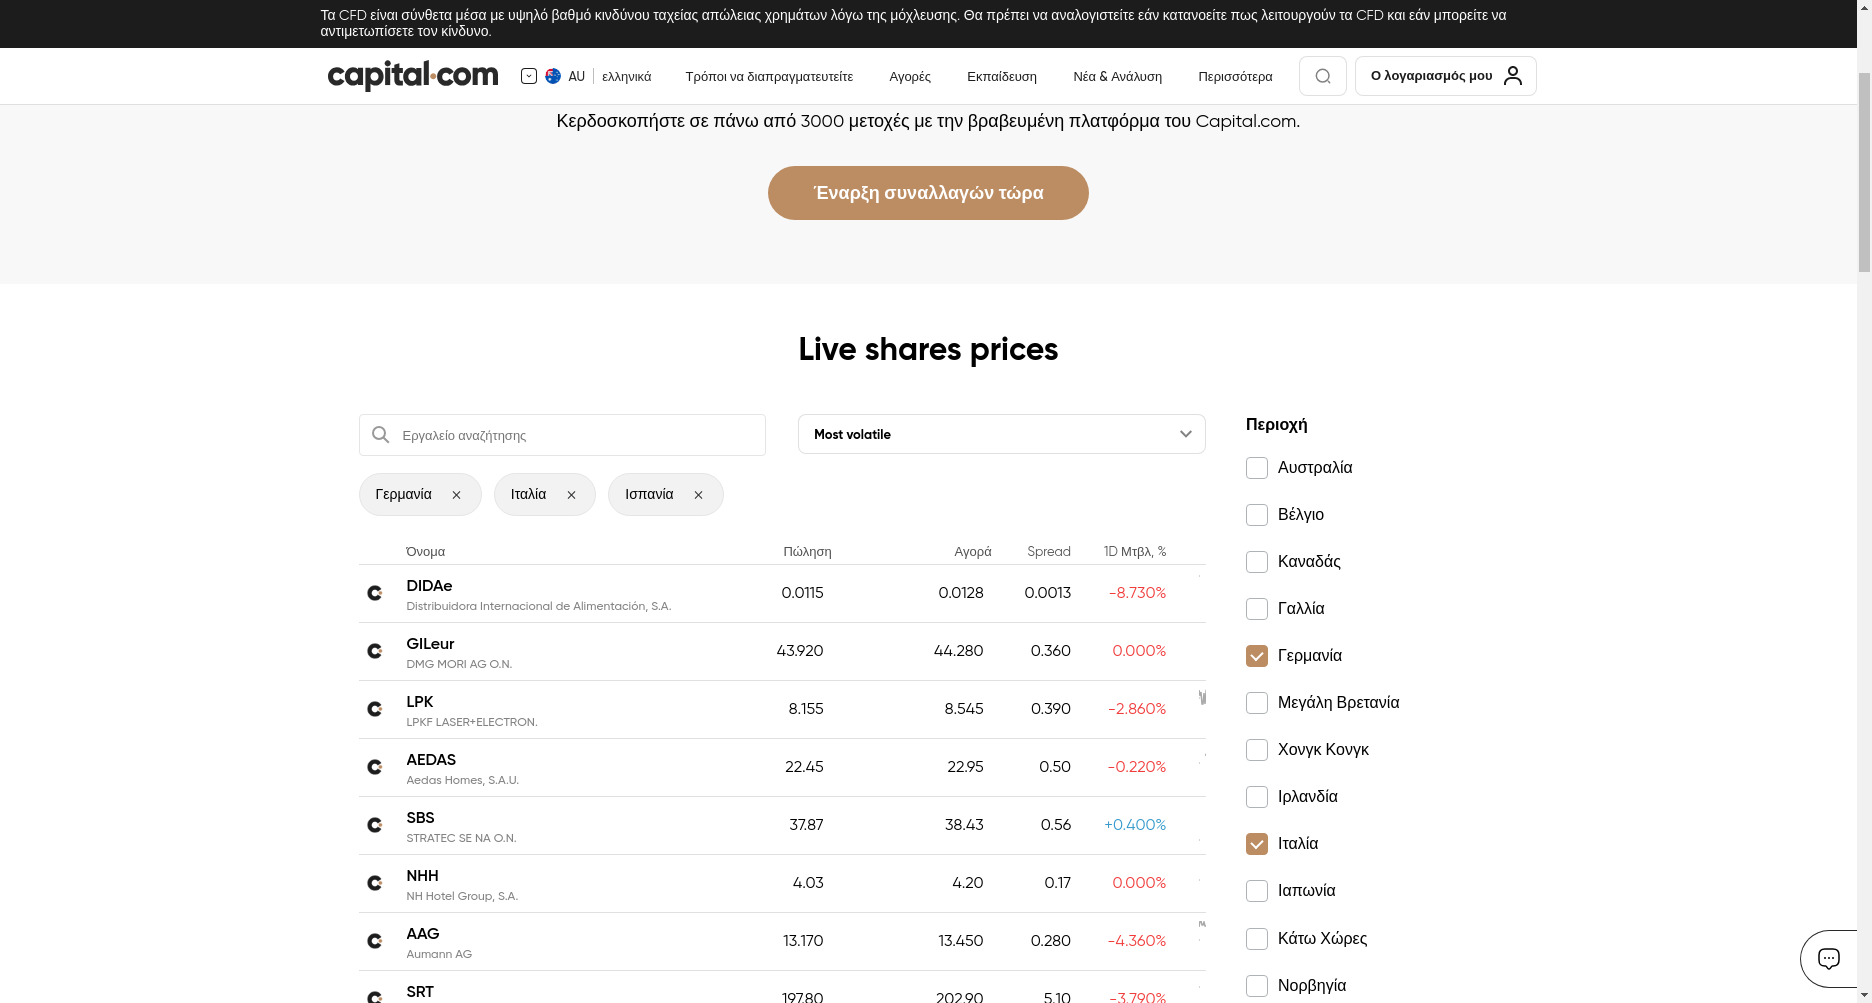 Τα CFD είναι σύνθετα μέσα με υψηλό βαθμό κινδύνου ταχείας απώλειας χρημάτων λόγω της μόχλευσης. Θα πρέπει να αναλογιστείτε εάν κατανοείτε πως λειτουργούν τα CFD και εάν μπορείτε να
αντιμετωπίσετε τον κίνδυνο.
capital.com AU ελληνικά Τρόποι να διαπραγματευτείτε Αγορές Εκπαίδευση Νέα & Ανάλυση Περισσότερα Ο λογαριασμός μου
Κερδοσκοπήστε σε πάνω από 3000 μετοχές με την βραβευμένη πλατφόρμα του Capital.com.
Έναρξη συναλλαγών τώρα
Live shares prices
Εργαλείο αναζήτησης
Most volatile
Γερμανία Ιταλία Ισπανία
Όνομα Πώληση Αγορά Spread 1D Μτβλ, %
DIDAe 0.0115 0.0128 0.0013 -8.730%
Distribuidora Internacional de Alimentación, S.A.
GILeur 43.920 44.280 0.360 0.000%
DMG MORI AG O.N.
LPK 8.155 8.545 0.390 -2.860%
LPKF LASER+ELECTRON.
AEDAS 22.45 22.95 0.50 -0.220%
Aedas Homes, S.A.U.
SBS 37.87 38.43 0.56 +0.400%
STRATEC SE NA O.N.
NHH 4.03 4.20 0.17 0.000%
NH Hotel Group, S.A.
AAG 13.170 13.450 0.280 -4.360%
Aumann AG
SRT 197.80 202.90 5.10 -3.790%
Περιοχή
Αυστραλία
Βέλγιο
Καναδάς
Γαλλία
Γερμανία
Μεγάλη Βρετανία
Χονγκ Κονγκ
Ιρλανδία
Ιταλία
Ιαπωνία
Κάτω Χώρες
Νορβηγία